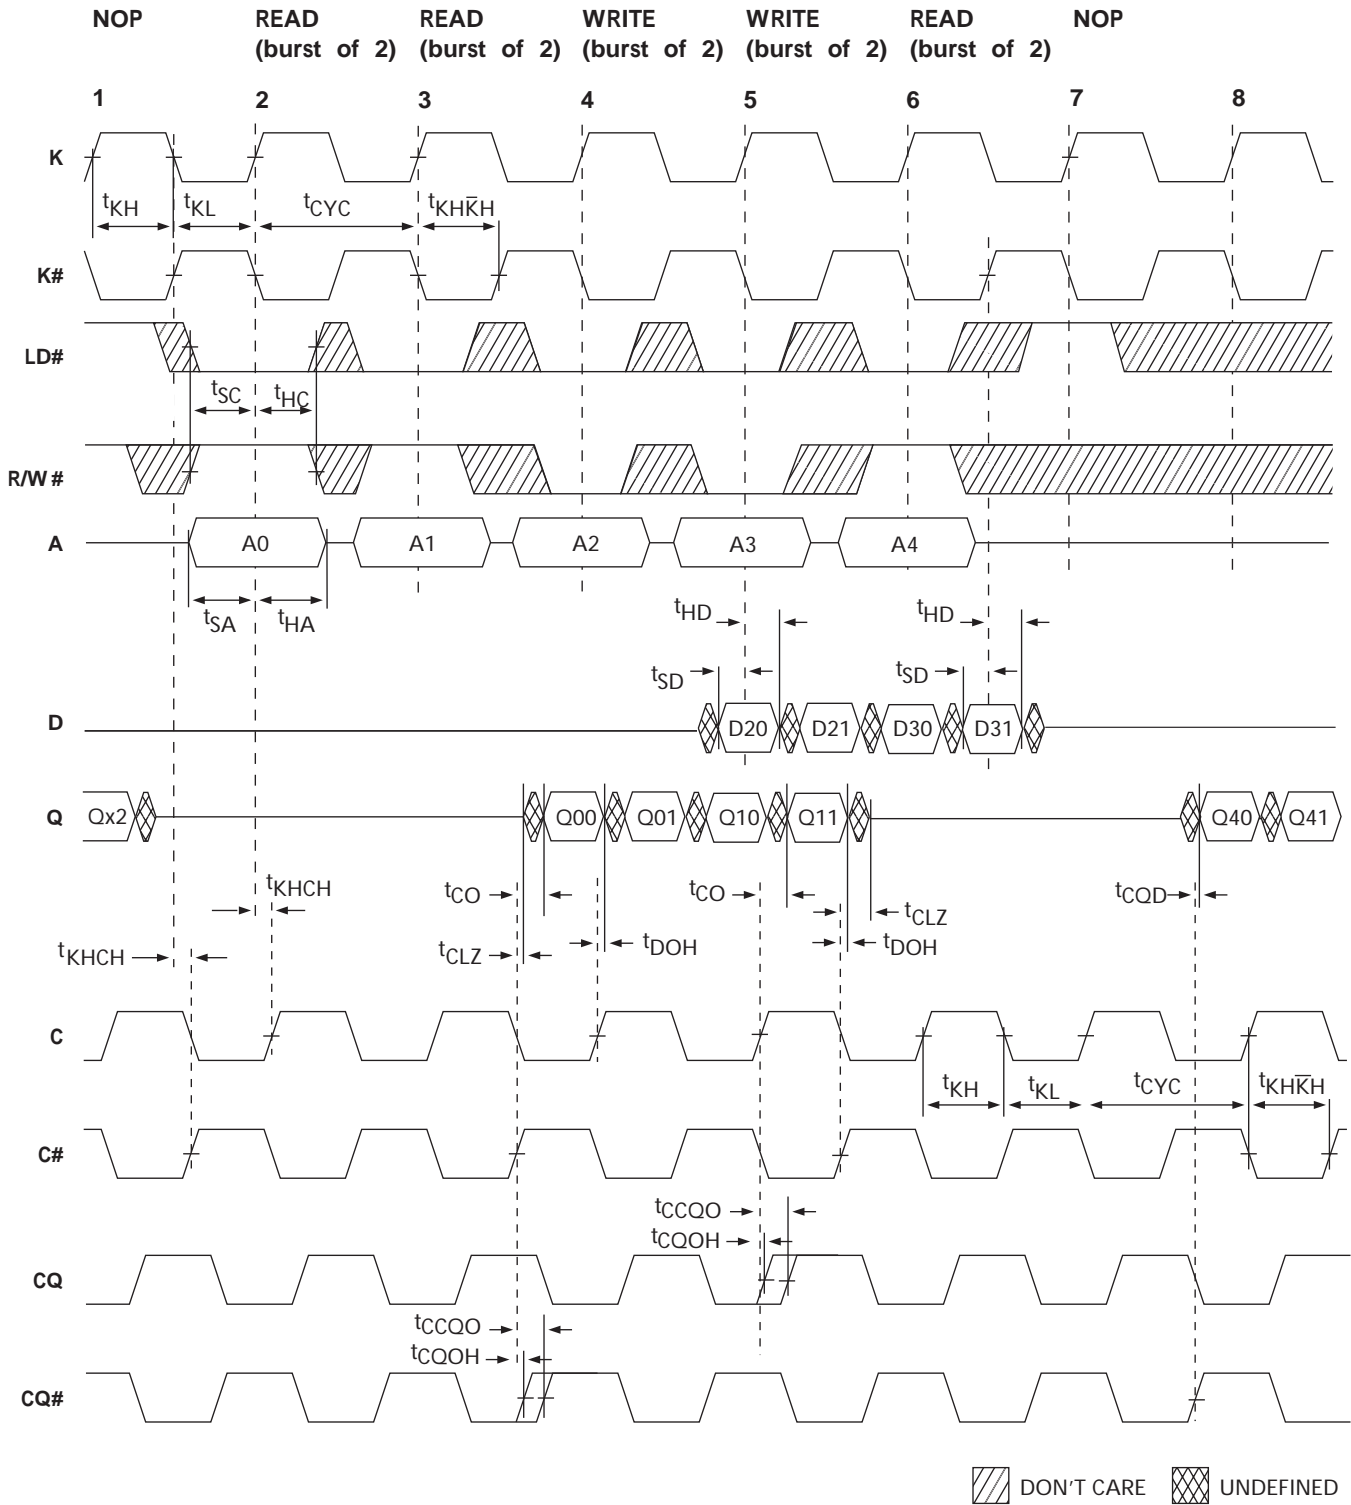 NOP READ READ WRITE WRITE READ NOP
(burst of 2) (burst of 2) (burst of 2) (burst of 2) (burst of 2)
1 2 3 4 5 6 7 8
K
tKH tKL tCYC tKHK̅H
K#
LD#
tSC tHC
R/W#
A A0 A1 A2 A3 A4
tSA tHA tHD tHD
tSD tSD
D D20 D21 D30 D31
Q Qx2 Q00 Q01 Q10 Q11 Q40 Q41
tKHCH tCO tCO tCQD
tCLZ
tKHCH tCLZ tDOH tDOH
C
tKH tKL tCYC tKHK̅H
C#
tCCQO
tCQOH
CQ
tCCQO
tCQOH
CQ#
DON'T CARE UNDEFINED